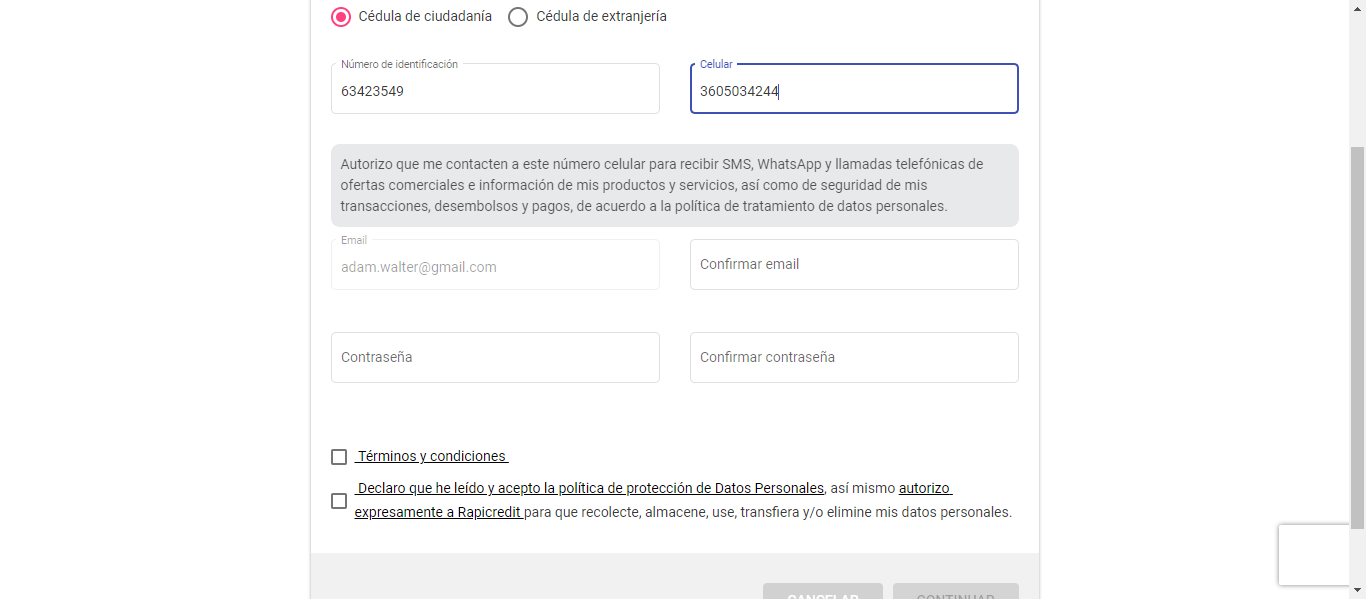 Cédula de ciudadanía Cédula de extranjería
Número de identificación Celular
63423549 3605034244
Autorizo que me contacten a este número celular para recibir SMS, WhatsApp y llamadas telefónicas de
ofertas comerciales e información de mis productos y servicios, así como de seguridad de mis
transacciones, desembolsos y pagos, de acuerdo a la política de tratamiento de datos personales.
Email
adam.walter@gmail.com Confirmar email
Contraseña Confirmar contraseña
Términos y condiciones
Declaro que he leído y acepto la política de protección de Datos Personales, así mismo autorizo
expresamente a Rapicredit para que recolecte, almacene, use, transfiera y/o elimine mis datos personales.
CANCELAR CONTINUAR